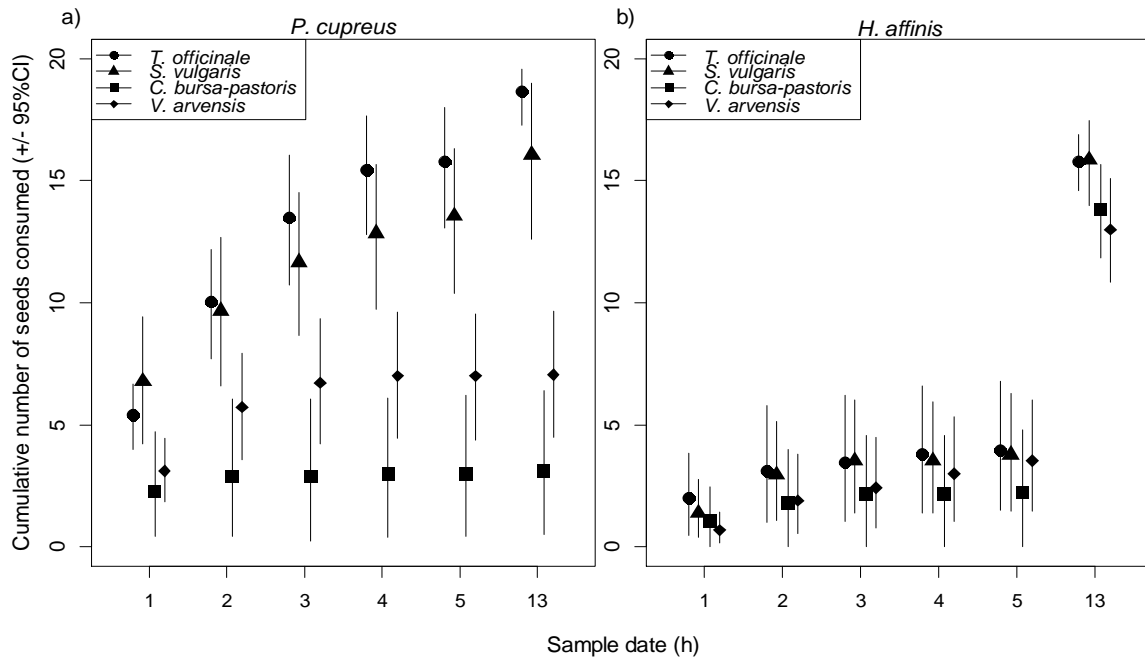 a)
P. cupreus
T. officinale
S. vulgaris
C. bursa-pastoris
V. arvensis
Cumulative number of seeds consumed (+/- 95%CI)
20
15
10
5
0
1 2 3 4 5 13
b)
H. affinis
T. officinale
S. vulgaris
C. bursa-pastoris
V. arvensis
20
15
10
5
0
1 2 3 4 5 13
Sample date (h)